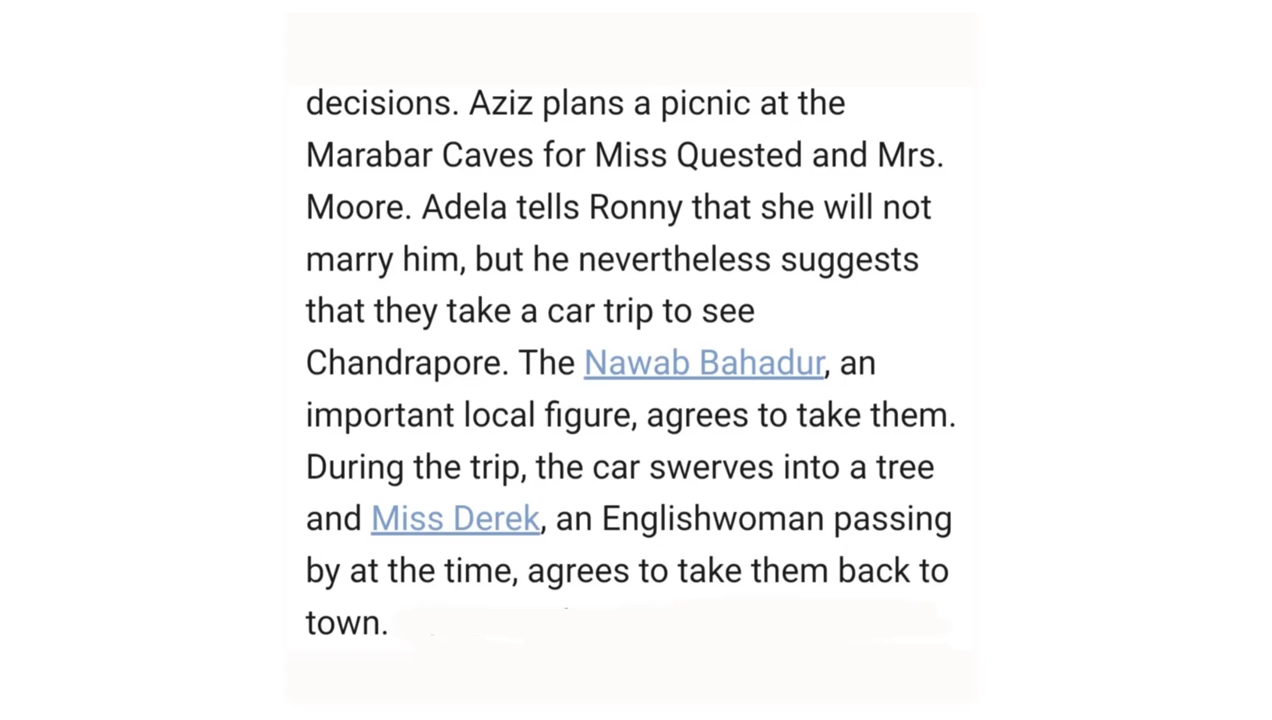 decisions. Aziz plans a picnic at the
Marabar Caves for Miss Quested and Mrs.
Moore. Adela tells Ronny that she will not
marry him, but he nevertheless suggests
that they take a car trip to see
Chandrapore. The Nawab Bahadur, an
important local figure, agrees to take them.
During the trip, the car swerves into a tree
and Miss Derek, an Englishwoman passing
by at the time, agrees to take them back to
town.